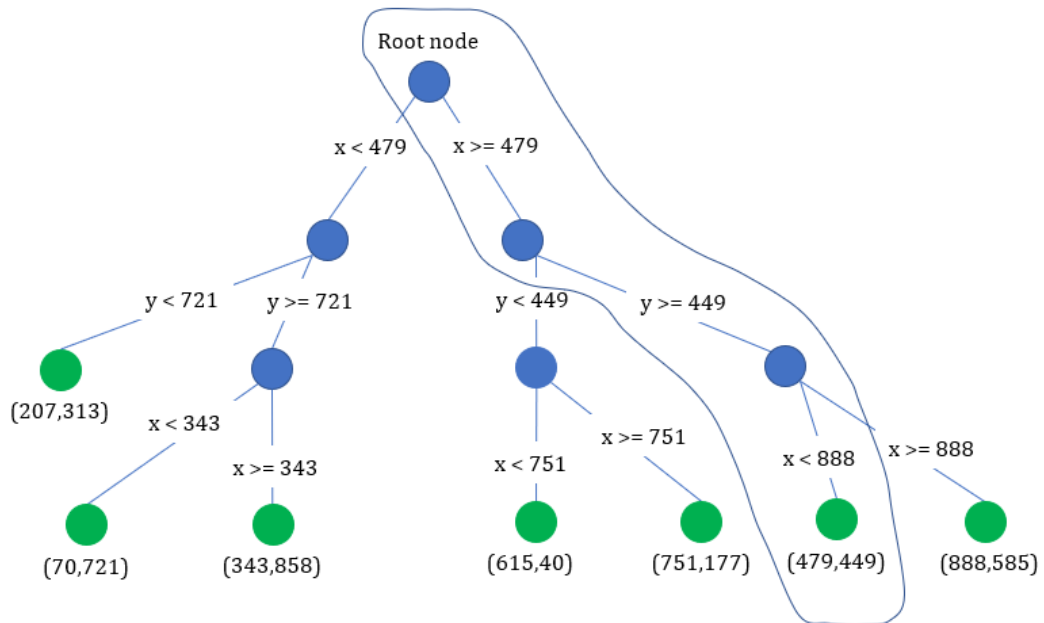 Root node
x < 479
x >= 479
y < 721
y >= 721
y < 449
y >= 449
(207,313)
x < 343
x >= 343
x < 751
x >= 751
x < 888
x >= 888
(70,721)
(343,858)
(615,40)
(751,177)
(479,449)
(888,585)